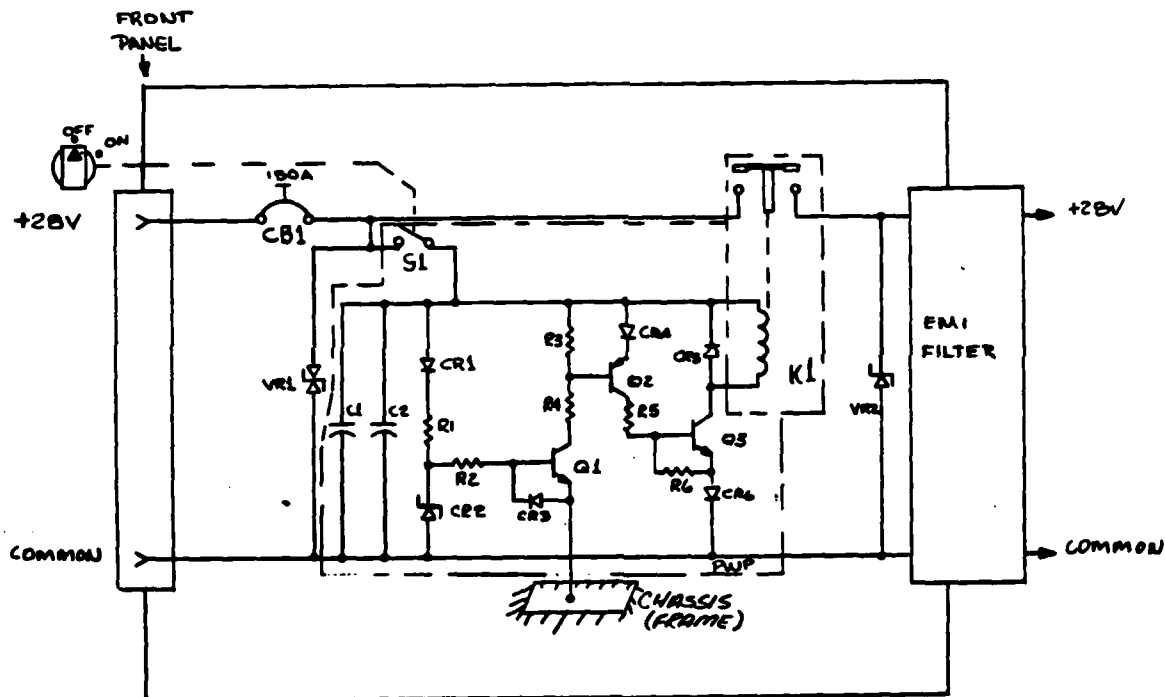 FRONT
PANEL
OFF
ON
150A
+28V
CB1
S1
+28V
EMI
FILTER
K1
CR1
R3
CR4
CR5
Q2
VR1
C1
C2
R1
R4
R5
Q3
VR2
R2
Q1
R6
CR2
CR3
CR6
COMMON
PWP
COMMON
CHASSIS
(FRAME)